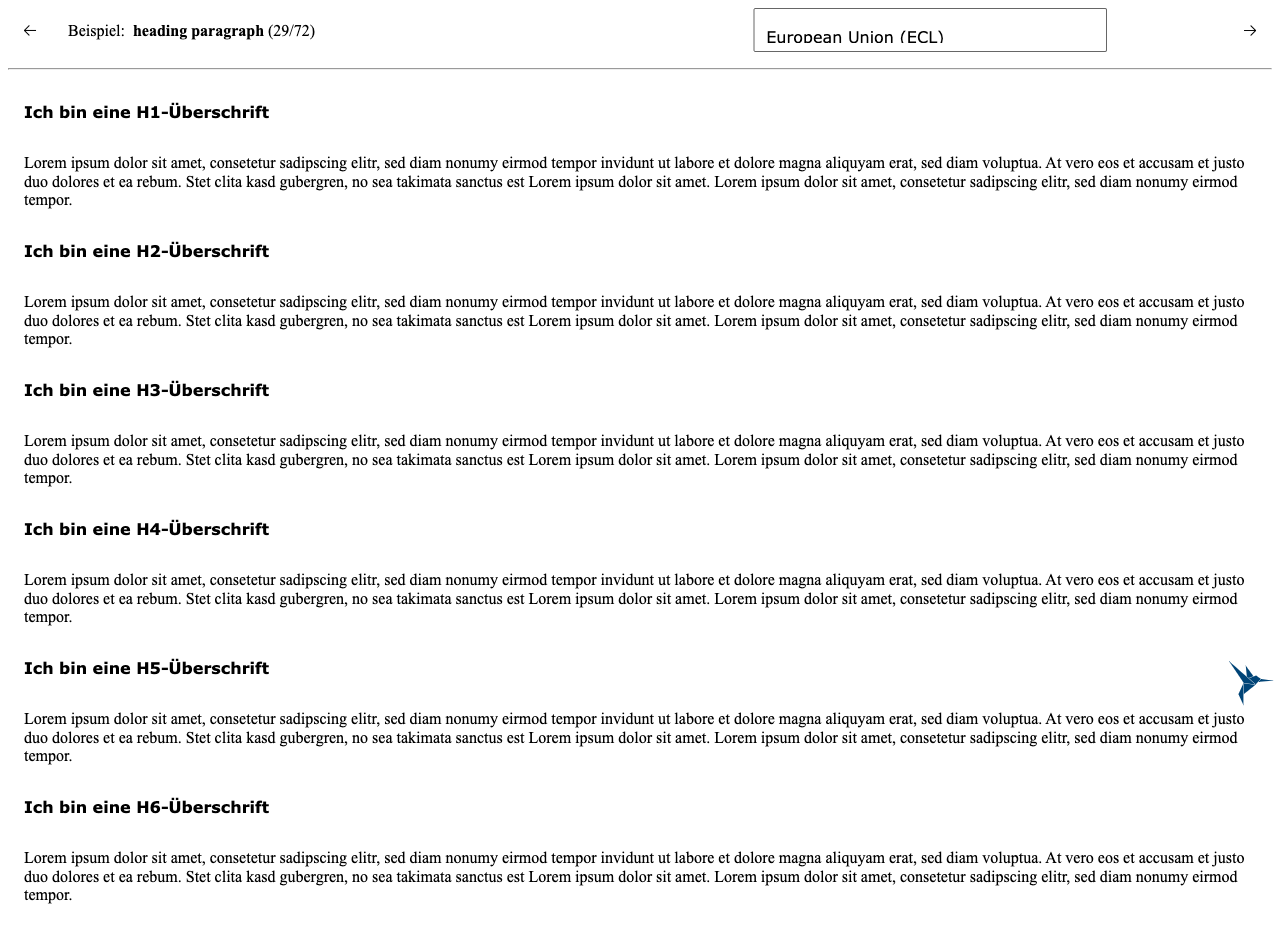 Beispiel: heading paragraph (29/72)
European Union (ECL)
Ich bin eine H1-Überschrift
Lorem ipsum dolor sit amet, consetetur sadipscing elitr, sed diam nonumy eirmod tempor invidunt ut labore et dolore magna aliquyam erat, sed diam voluptua. At vero eos et accusam et justo
duo dolores et ea rebum. Stet clita kasd gubergren, no sea takimata sanctus est Lorem ipsum dolor sit amet. Lorem ipsum dolor sit amet, consetetur sadipscing elitr, sed diam nonumy eirmod
tempor.
Ich bin eine H2-Überschrift
Lorem ipsum dolor sit amet, consetetur sadipscing elitr, sed diam nonumy eirmod tempor invidunt ut labore et dolore magna aliquyam erat, sed diam voluptua. At vero eos et accusam et justo
duo dolores et ea rebum. Stet clita kasd gubergren, no sea takimata sanctus est Lorem ipsum dolor sit amet. Lorem ipsum dolor sit amet, consetetur sadipscing elitr, sed diam nonumy eirmod
tempor.
Ich bin eine H3-Überschrift
Lorem ipsum dolor sit amet, consetetur sadipscing elitr, sed diam nonumy eirmod tempor invidunt ut labore et dolore magna aliquyam erat, sed diam voluptua. At vero eos et accusam et justo
duo dolores et ea rebum. Stet clita kasd gubergren, no sea takimata sanctus est Lorem ipsum dolor sit amet. Lorem ipsum dolor sit amet, consetetur sadipscing elitr, sed diam nonumy eirmod
tempor.
Ich bin eine H4-Überschrift
Lorem ipsum dolor sit amet, consetetur sadipscing elitr, sed diam nonumy eirmod tempor invidunt ut labore et dolore magna aliquyam erat, sed diam voluptua. At vero eos et accusam et justo
duo dolores et ea rebum. Stet clita kasd gubergren, no sea takimata sanctus est Lorem ipsum dolor sit amet. Lorem ipsum dolor sit amet, consetetur sadipscing elitr, sed diam nonumy eirmod
tempor.
Ich bin eine H5-Überschrift
Lorem ipsum dolor sit amet, consetetur sadipscing elitr, sed diam nonumy eirmod tempor invidunt ut labore et dolore magna aliquyam erat, sed diam voluptua. At vero eos et accusam et justo
duo dolores et ea rebum. Stet clita kasd gubergren, no sea takimata sanctus est Lorem ipsum dolor sit amet. Lorem ipsum dolor sit amet, consetetur sadipscing elitr, sed diam nonumy eirmod
tempor.
Ich bin eine H6-Überschrift
Lorem ipsum dolor sit amet, consetetur sadipscing elitr, sed diam nonumy eirmod tempor invidunt ut labore et dolore magna aliquyam erat, sed diam voluptua. At vero eos et accusam et justo
duo dolores et ea rebum. Stet clita kasd gubergren, no sea takimata sanctus est Lorem ipsum dolor sit amet. Lorem ipsum dolor sit amet, consetetur sadipscing elitr, sed diam nonumy eirmod
tempor.